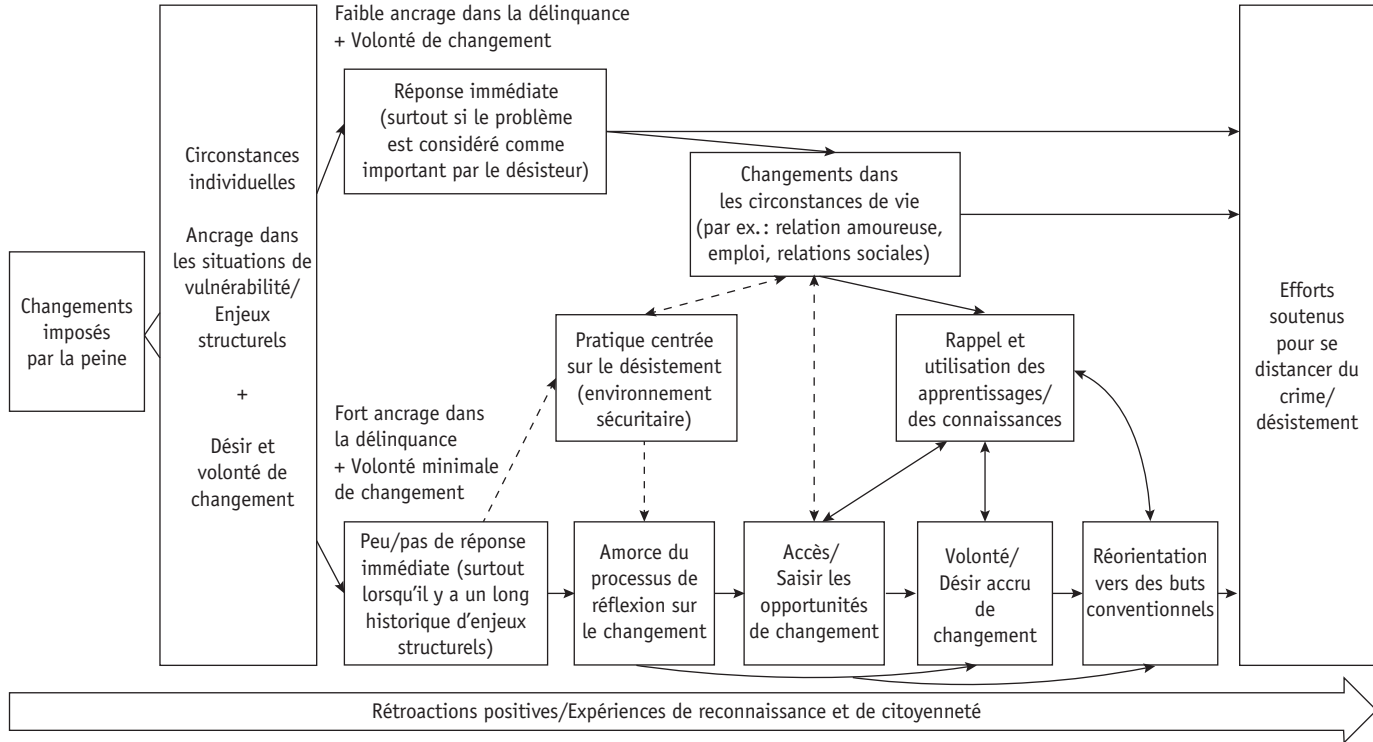 Changements
imposés
par la peine
Circonstances
individuelles
Ancrage dans
les situations de
vulnérabilité/
Enjeux
structurels
+
Désir et
volonté de
changement
Faible ancrage dans la délinquance
+ Volonté de changement
Réponse immédiate
(surtout si le problème
est considéré comme
important par le désisteur)
Changements dans
les circonstances de vie
(par ex.: relation amoureuse,
emploi, relations sociales)
Pratique centrée
sur le désistement
(environnement
sécuritaire)
Rappel et
utilisation des
apprentissages/
des connaissances
Fort ancrage dans
la délinquance
+ Volonté minimale
de changement
Peu/pas de réponse
immédiate (surtout
lorsqu'il y a un long
historique d'enjeux
structurels)
Amorce du
processus de
réflexion sur
le changement
Accès/
Saisir les
opportunités
de changement
Volonté/
Désir accru
de
changement
Réorientation
vers des buts
conventionnels
Efforts
soutenus
pour se
distancer du
crime/
désistement
Rétroactions positives/Expériences de reconnaissance et de citoyenneté